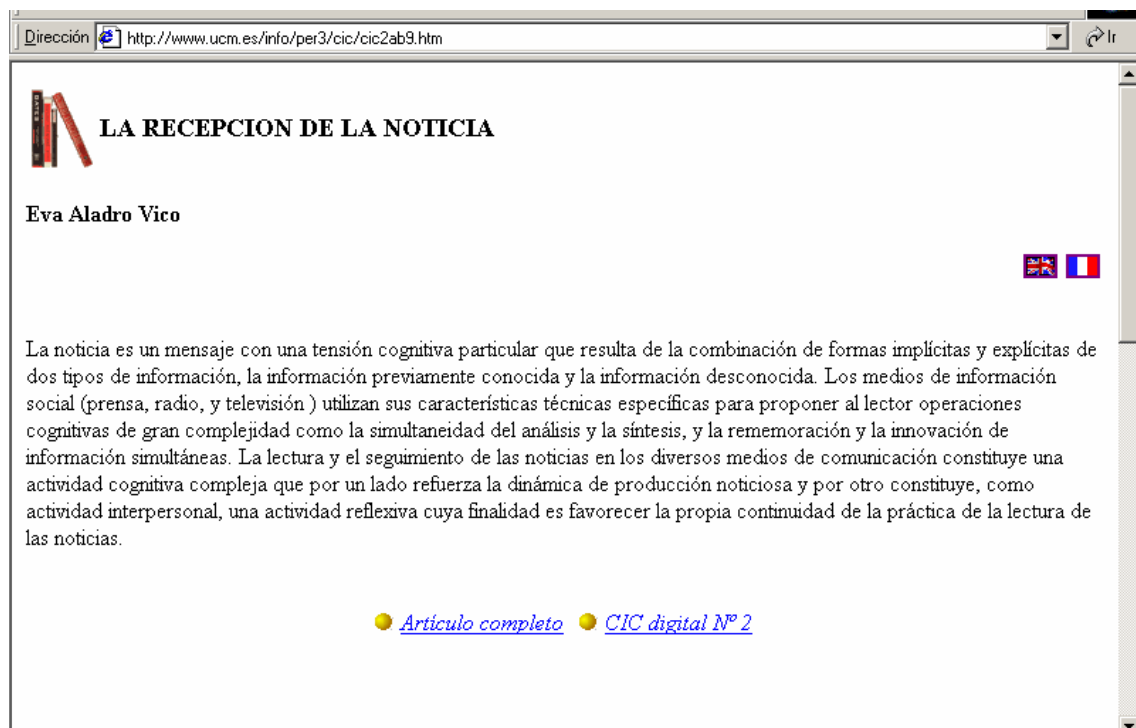 Dirección http://www.ucm.es/info/per3/cic/cic2ab9.htm Ir
LA RECEPCION DE LA NOTICIA
Eva Aladro Vico
La noticia es un mensaje con una tensión cognitiva particular que resulta de la combinación de formas implícitas y explícitas de
dos tipos de información, la información previamente conocida y la información desconocida. Los medios de información
social (prensa, radio, y televisión ) utilizan sus características técnicas específicas para proponer al lector operaciones
cognitivas de gran complejidad como la simultaneidad del análisis y la síntesis, y la rememoración y la innovación de
información simultáneas. La lectura y el seguimiento de las noticias en los diversos medios de comunicación constituye una
actividad cognitiva compleja que por un lado refuerza la dinámica de producción noticiosa y por otro constituye, como
actividad interpersonal, una actividad reflexiva cuya finalidad es favorecer la propia continuidad de la práctica de la lectura de
las noticias.
Artículo completo CIC digital Nº 2